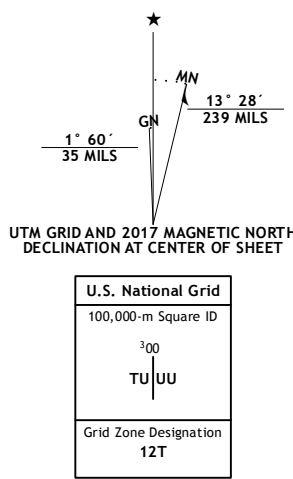 ★
MN
GN
13° 28´
239 MILS
1° 60´
35 MILS
UTM GRID AND 2017 MAGNETIC NORTH
DECLINATION AT CENTER OF SHEET
U.S. National Grid
100,000-m Square ID
³00
TU UU
Grid Zone Designation
12T